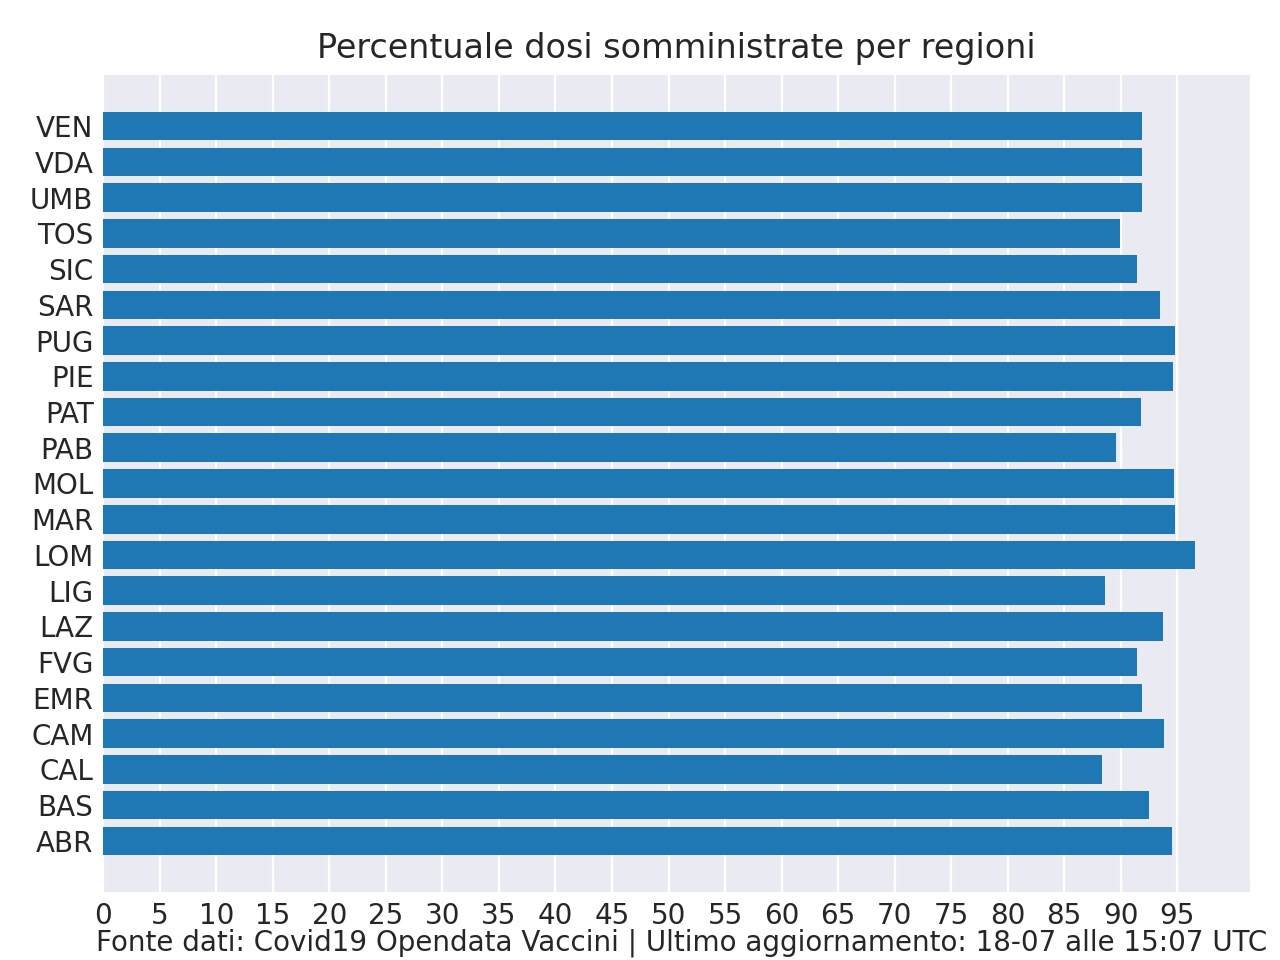 Percentuale dosi somministrate per regioni
VEN
VDA
UMB
TOS
SIC
SAR
PUG
PIE
PAT
PAB
MOL
MAR
LOM
LIG
LAZ
FVG
EMR
CAM
CAL
BAS
ABR
0 5 10 15 20 25 30 35 40 45 50 55 60 65 70 75 80 85 90 95
Fonte dati: Covid19 Opendata Vaccini | Ultimo aggiornamento: 18-07 alle 15:07 UTC